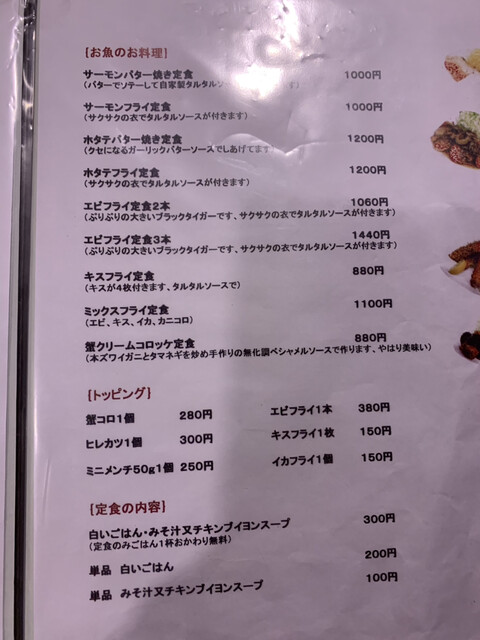 [お魚のお料理]
サーモンバター焼き定食 1000円
(バターでソテーして自家製タルタルソ す)
サーモンフライ定食 1000円
(サクサクの衣でタルタルソースが付きます)
ホタテバター焼き定食 1200円
(クセになるガーリックバターソースでしあげてます
ホタテフライ定食 1200円
(サクサクの衣でタルタルソースが付きます)
エビフライ定食2本 1060円
(ぷりぷりの大きいブラックタイガーです、サクサクの衣でタルタルソースが付きます)
エビフライ定食3本 1440円
(ぷりぷりの大きいブラックタイガーです、サクサクの衣でタルタルソースが付きます)
キスフライ定食 880円
(キスが4枚付きます、タルタルソースで)
ミックスフライ定食 1100円
(エビ、キス、イカ、カニコロ)
蟹クリームコロッケ定食 880円
(本ズワイガニとタマネギを炒め手作りの無化調ベシャメルソースで作ります、やはり美味い)
[トッピング]
蟹コロ1個 280円 エビフライ1本 380円
ヒレカツ1個 300円 キスフライ1枚 150円
ミニメンチ50g1個 250円 イカフライ1個 150円
[定食の内容]
白いごはん・みそ汁又チキンブイヨンスープ 300円
(定食のみごはん1杯おかわり無料)
単品 白いごはん 200円
単品 みそ汁又チキンブイヨンスープ 100円